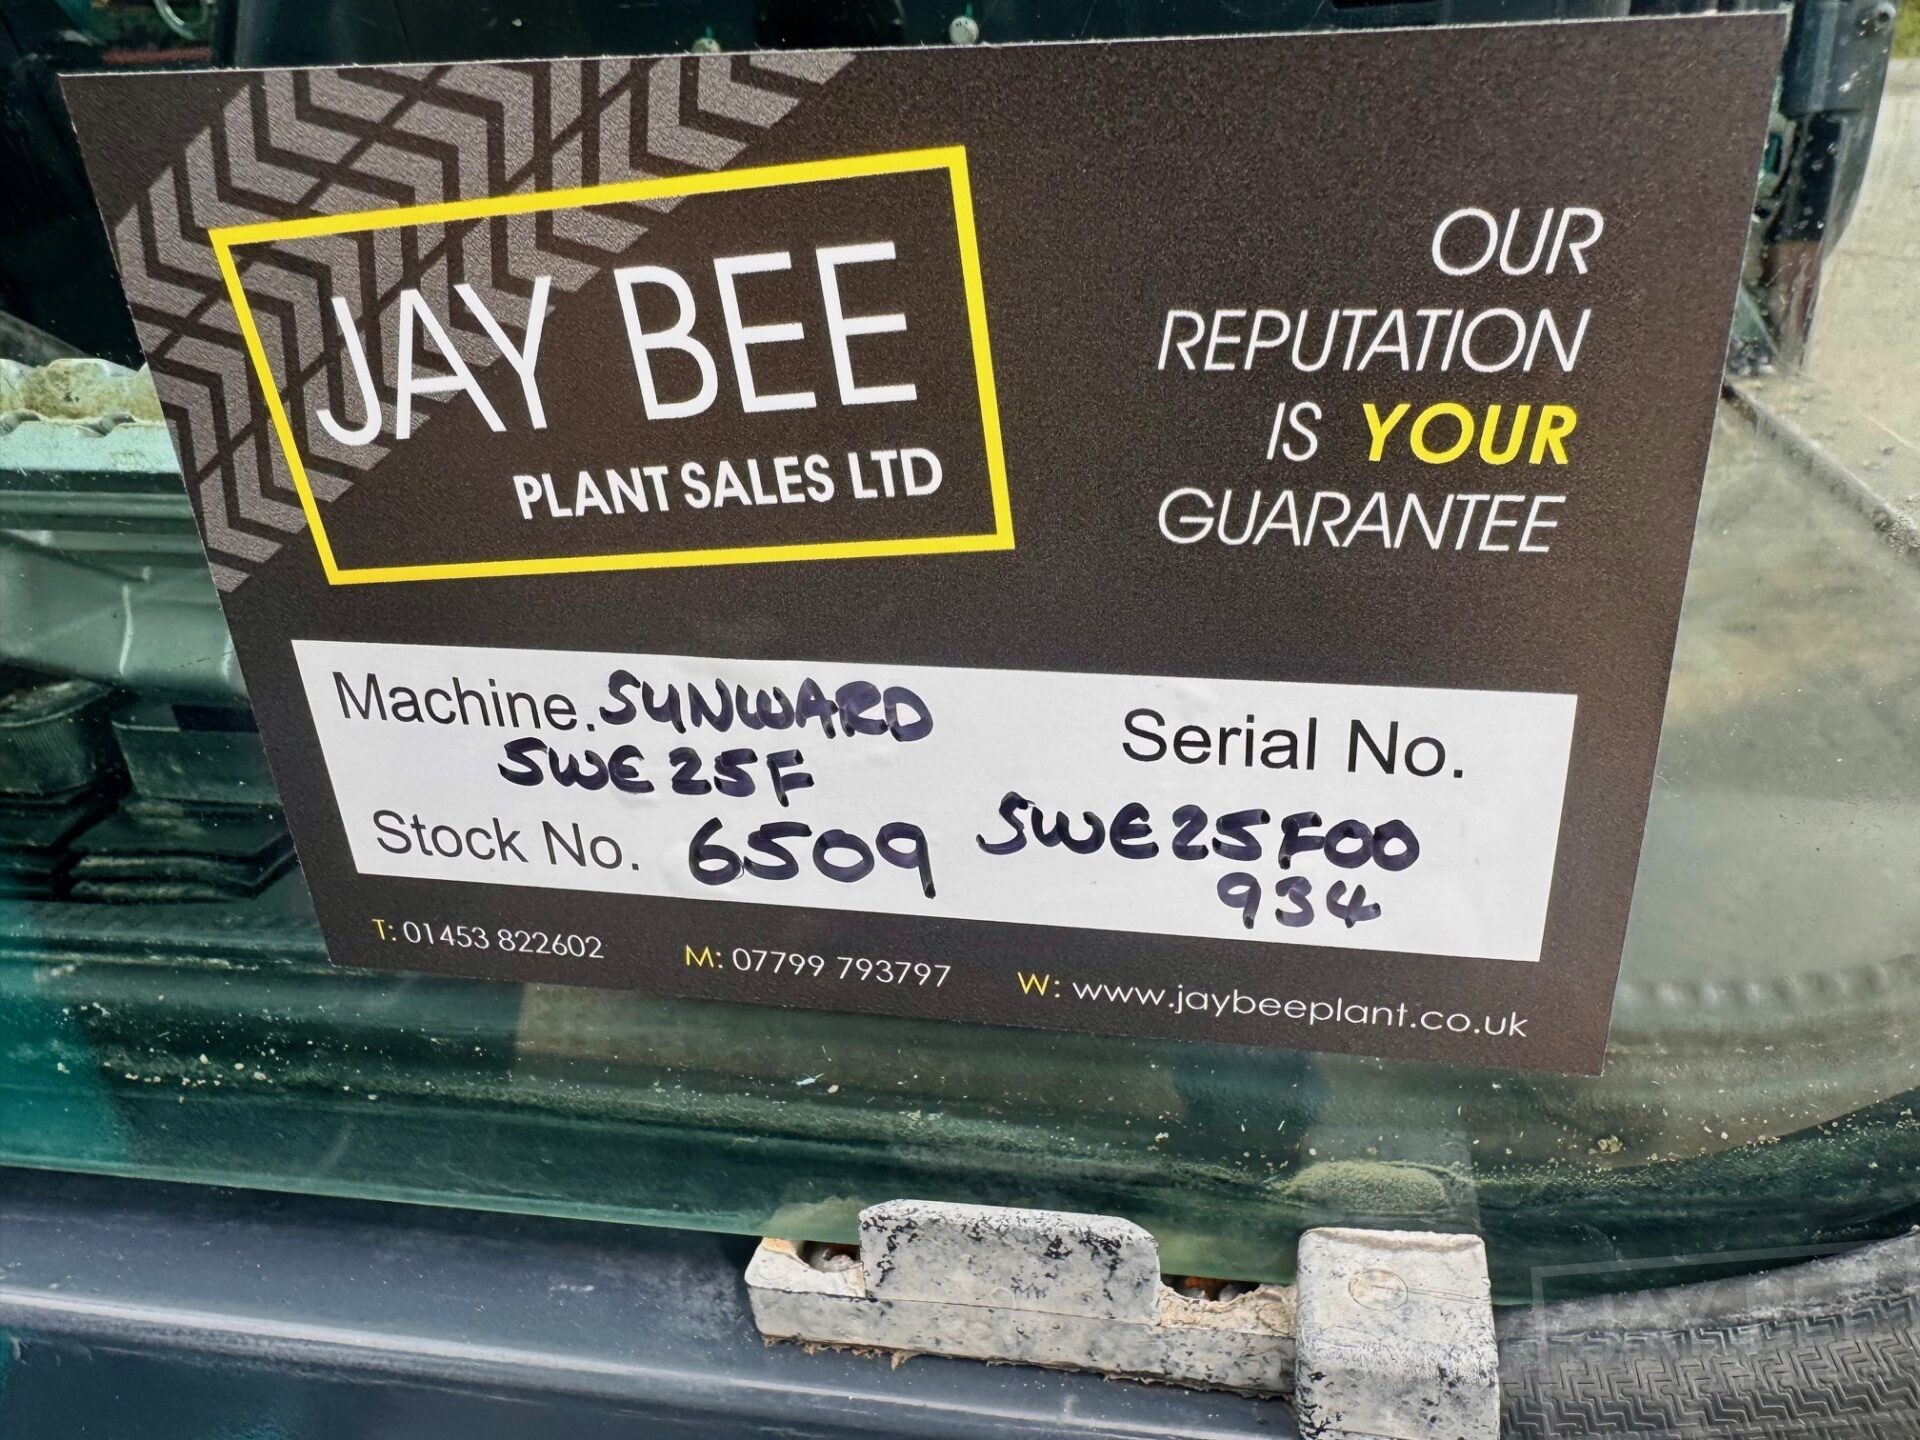 JAY BEE
PLANT SALES LTD
OUR
REPUTATION
IS YOUR
GUARANTEE
Machine. SUNWARD
SWE25F
Stock No. 6509
Serial No.
SWE25F00
934
T: 01453 822602 M: 07799 793797 W: www.jaybeeplant.co.uk